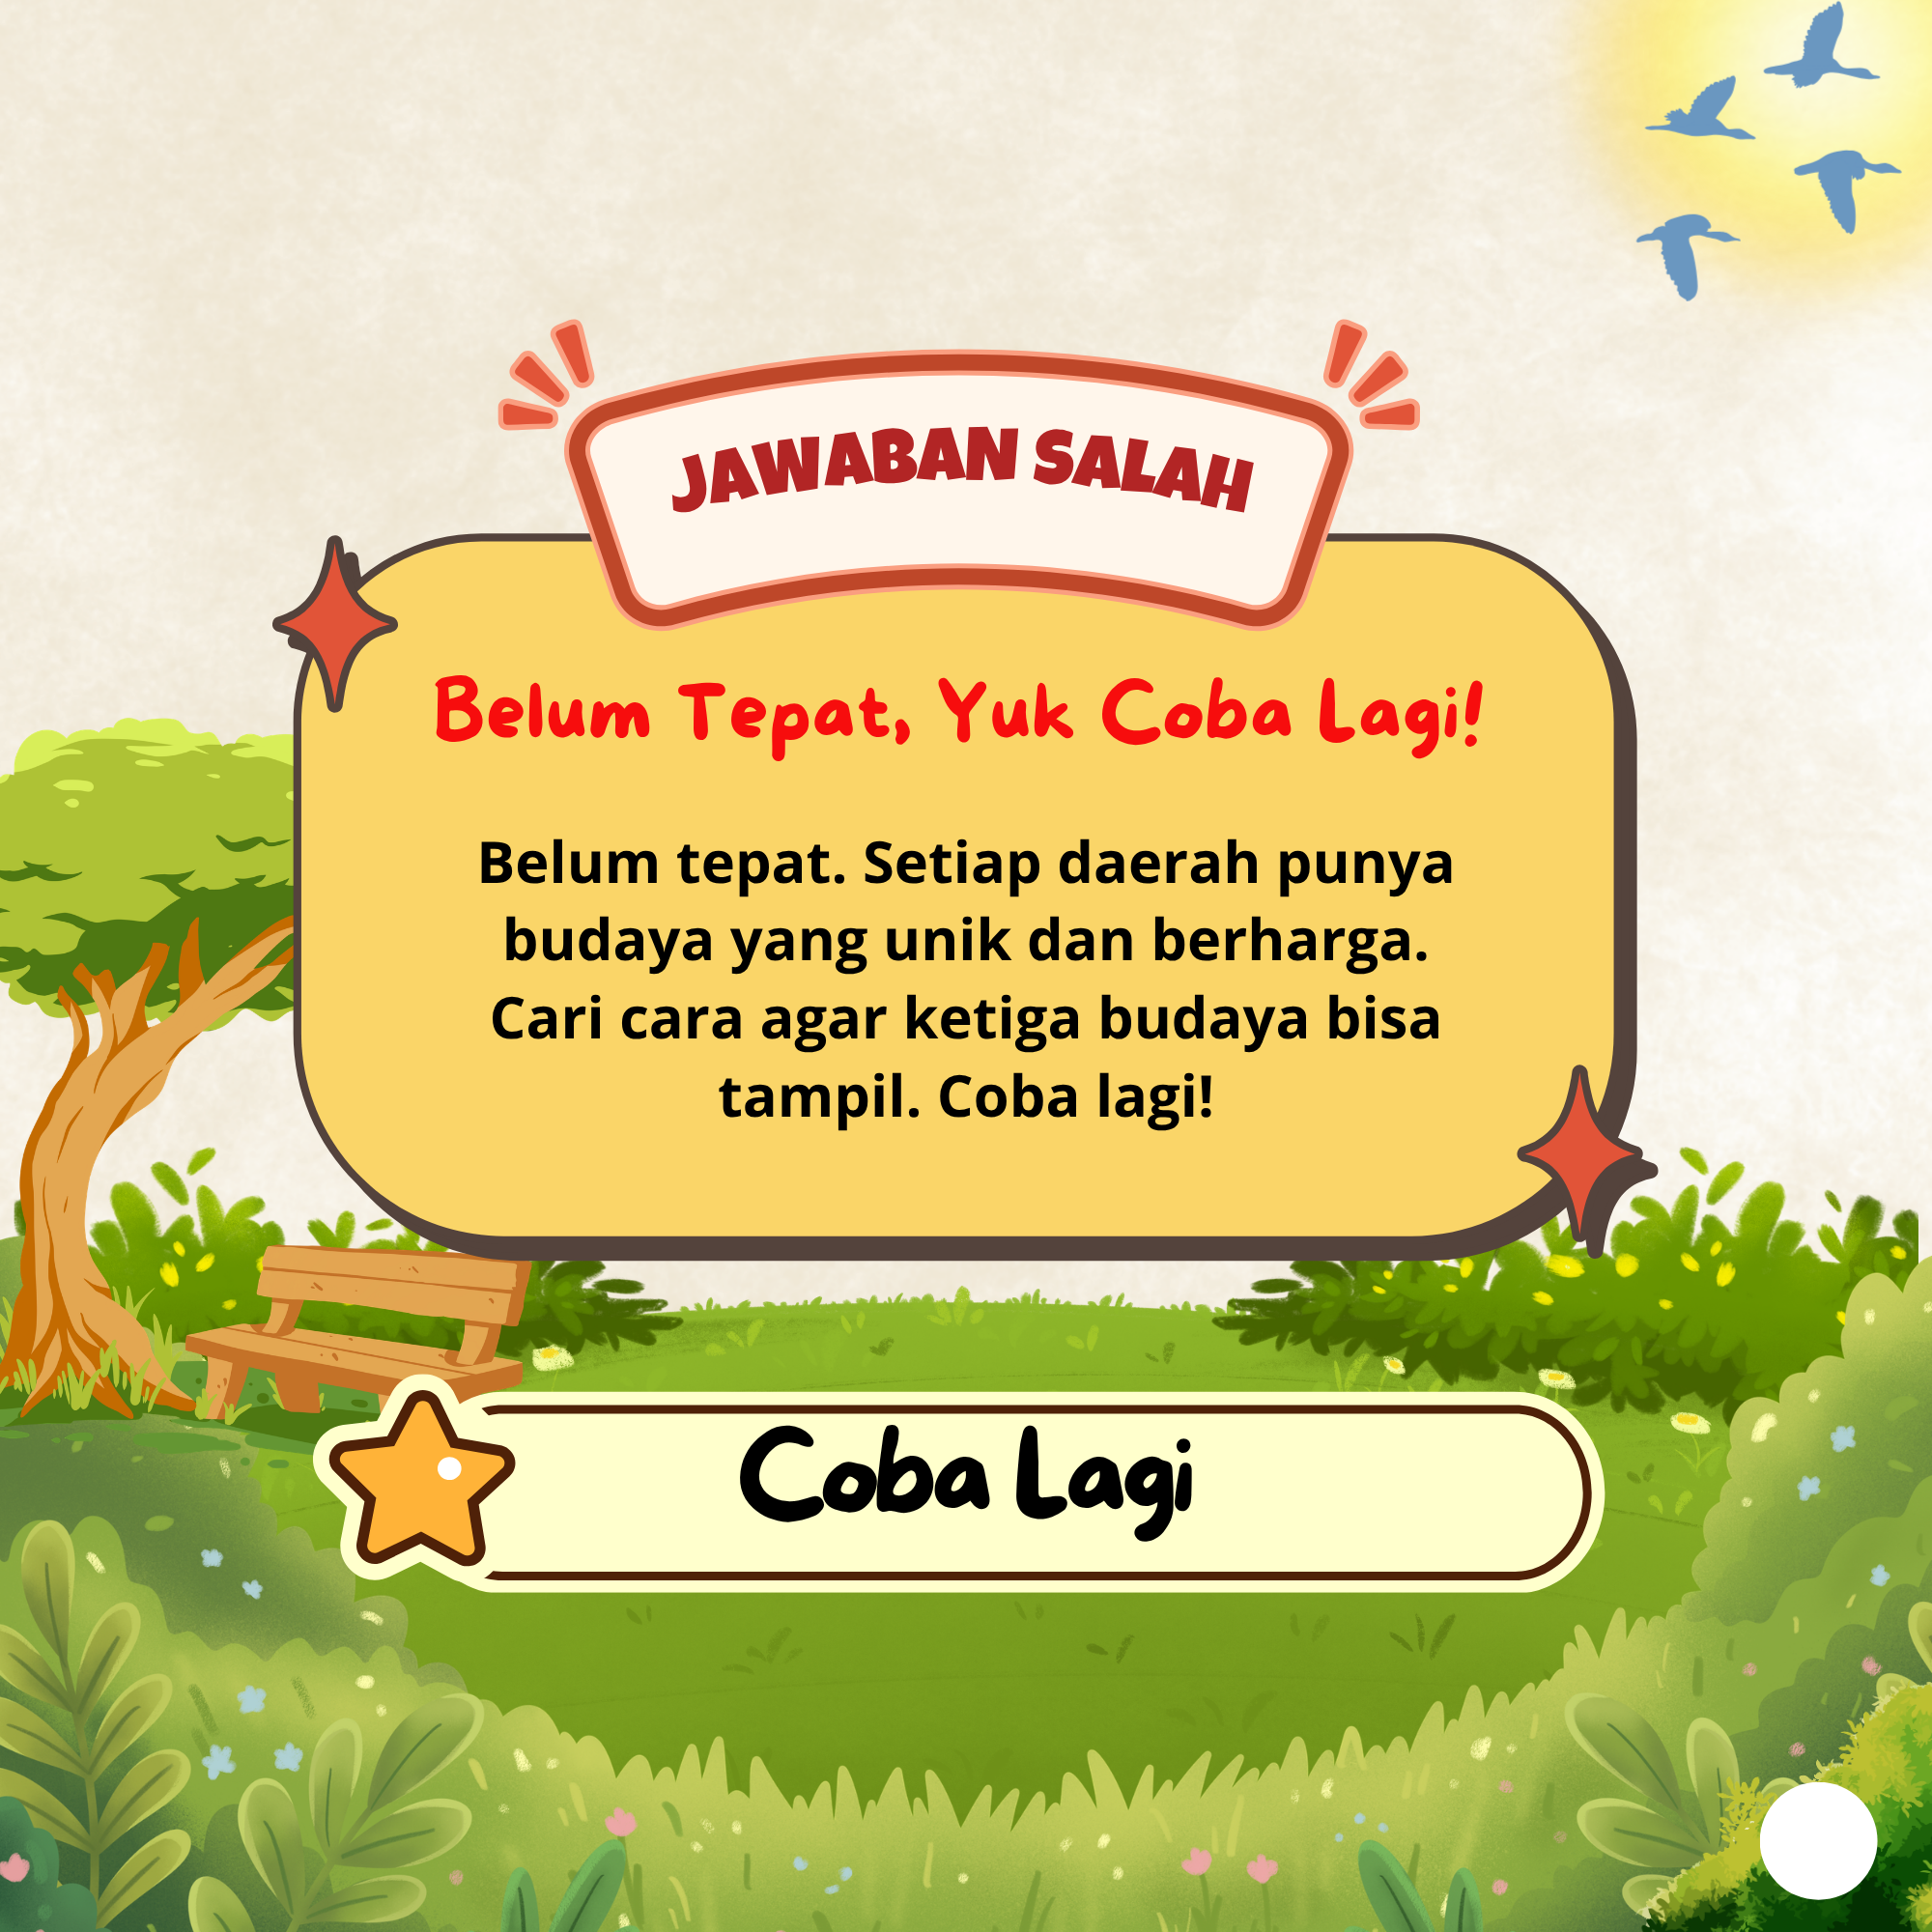 JAWABAN SALAH
Belum Tepat, Yuk Coba Lagi!
Belum tepat. Setiap daerah punya
budaya yang unik dan berharga.
Cari cara agar ketiga budaya bisa
tampil. Coba lagi!
Coba Lagi